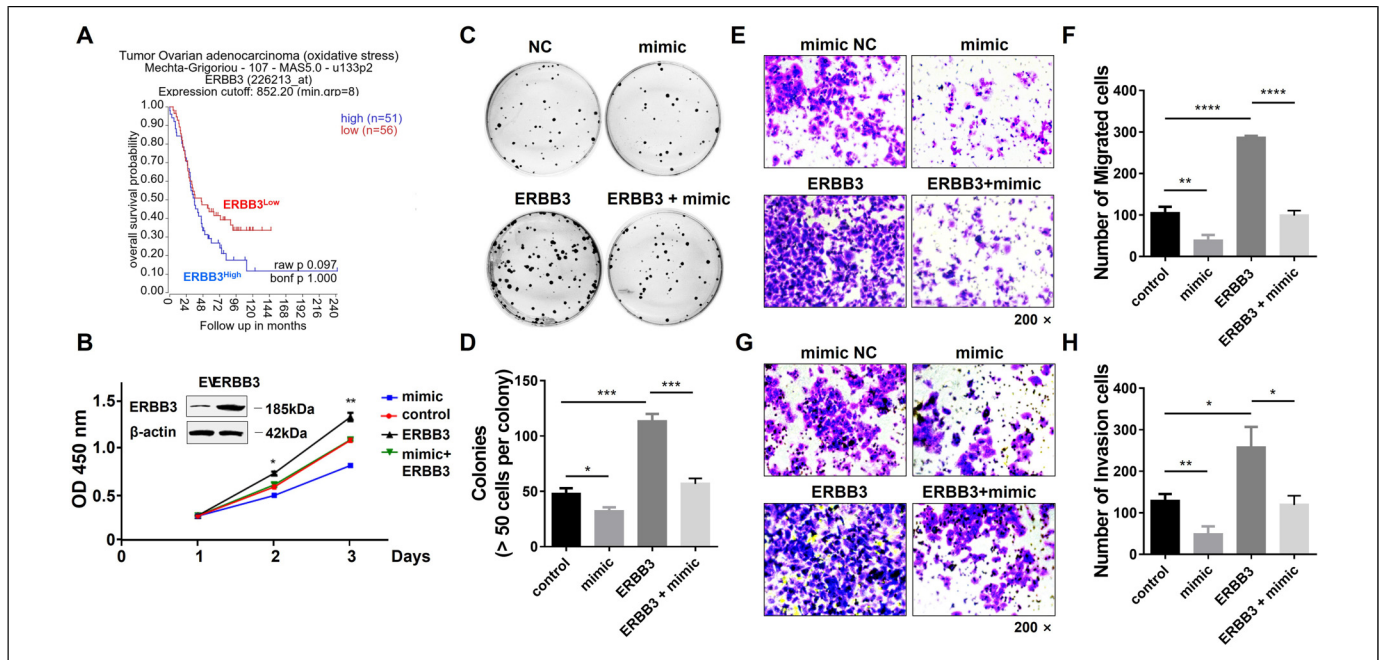 A
Tumor Ovarian adenocarcinoma (oxidative stress)
Mechta-Grigoriou - 107 - MAS5.0 - u133p2
ERBB3 (226213_at)
Expression cutoff: 852.20 (min.grp=8)
high (n=51)
low (n=56)
overall survival probability
1.00
0.90
0.80
0.70
0.60
0.50
0.40
0.30
0.20
0.10
0.00
ERBB3Low
ERBB3High
raw p 0.097
bonf p 1.000
0 24 48 72 96 120 144 168 192 216 240
Follow up in months
B
EV ERBB3
ERBB3
185kDa
β-actin
42kDa
OD 450 nm
1.5
1.0
0.5
0
* **
0 1 2 3 Days
mimic
control
ERBB3
mimic+
ERBB3
C
NC mimic
ERBB3 ERBB3 + mimic
D
Colonies
(> 50 cells per colony)
150
100
50
0
*** ***
*
control mimic ERBB3 ERBB3 + mimic
E
mimic NC mimic
ERBB3 ERBB3+mimic
200 ×
F
Number of Migrated cells
400
300
200
100
0
**** ****
**
control mimic ERBB3 ERBB3 + mimic
G
mimic NC mimic
ERBB3 ERBB3+mimic
200 ×
H
Number of Invasion cells
400
300
200
100
0
* *
**
control mimic ERBB3 ERBB3 + mimic